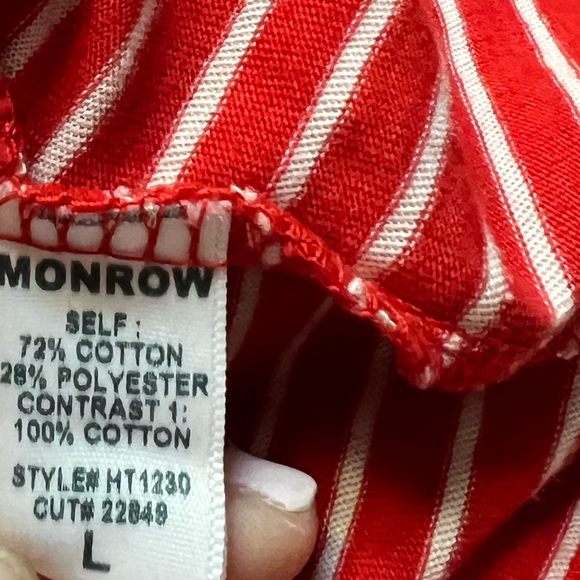 MONROW
SELF:
72% COTTON
28% POLYESTER
CONTRAST 1:
100% COTTON
STYLE# HT1230
CUT# 22849
L